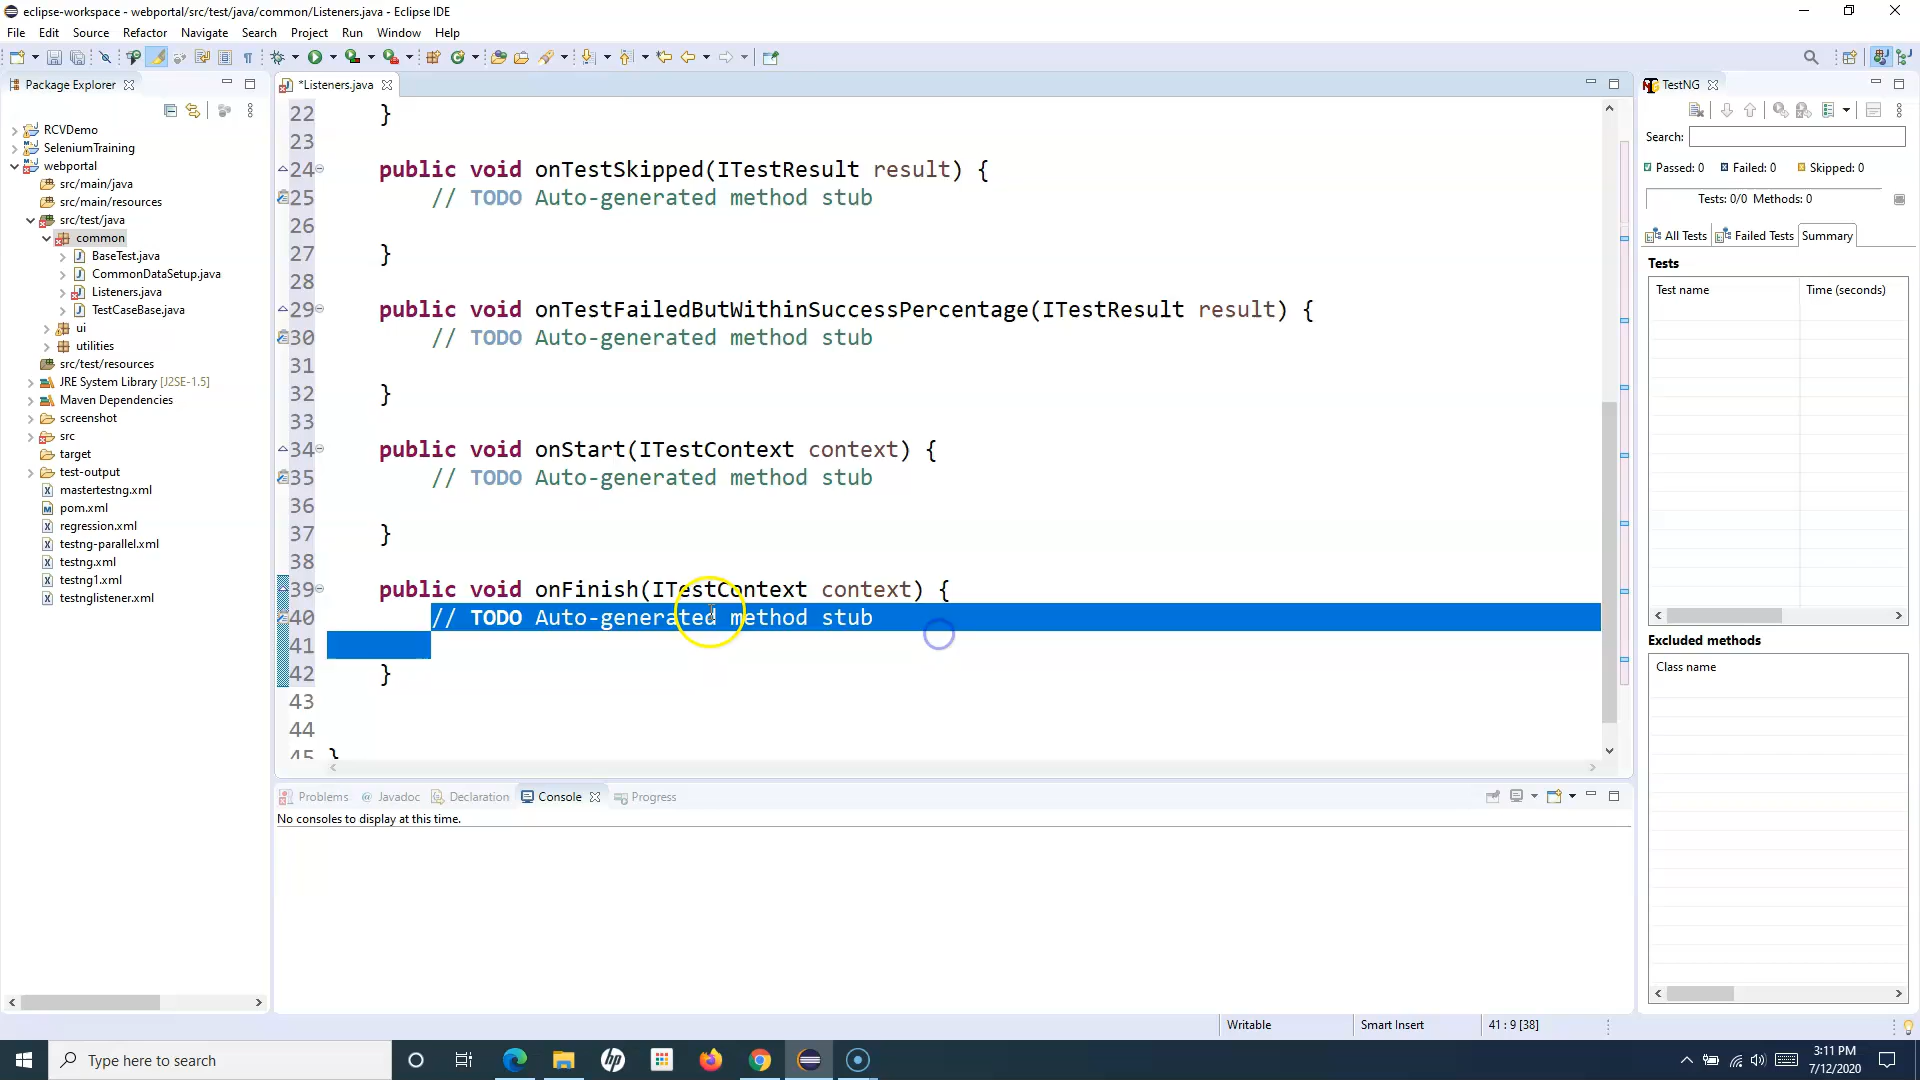 eclipse-workspace - webportal/src/test/java/common/Listeners.java - Eclipse IDE
File Edit Source Refactor Navigate Search Project Run Window Help
Package Explorer
RCVDemo
SeleniumTraining
webportal
src/main/java
src/main/resources
src/test/java
common
BaseTest.java
CommonDataSetup.java
Listeners.java
TestCaseBase.java
ui
utilities
src/test/resources
JRE System Library [J2SE-1.5]
Maven Dependencies
screenshot
src
target
test-output
mastertestng.xml
pom.xml
regression.xml
testng-parallel.xml
testng.xml
testng1.xml
testnglistener.xml
*Listeners.java
22 }
23
24 public void onTestSkipped(ITestResult result) {
25 // TODO Auto-generated method stub
26
27 }
28
29 public void onTestFailedButWithinSuccessPercentage(ITestResult result) {
30 // TODO Auto-generated method stub
31
32 }
33
34 public void onStart(ITestContext context) {
35 // TODO Auto-generated method stub
36
37 }
38
39 public void onFinish(ITestContext context) {
40 // TODO Auto-generated method stub
41
42 }
43
44
45 }
Problems @ Javadoc Declaration Console Progress
No consoles to display at this time.
TestNG
Search:
Passed: 0 Failed: 0 Skipped: 0
Tests: 0/0 Methods: 0
All Tests Failed Tests Summary
Tests
Test name Time (seconds)
Excluded methods
Class name
Writable Smart Insert 41 : 9 [38]
Type here to search
hp
3:11 PM
7/12/2020